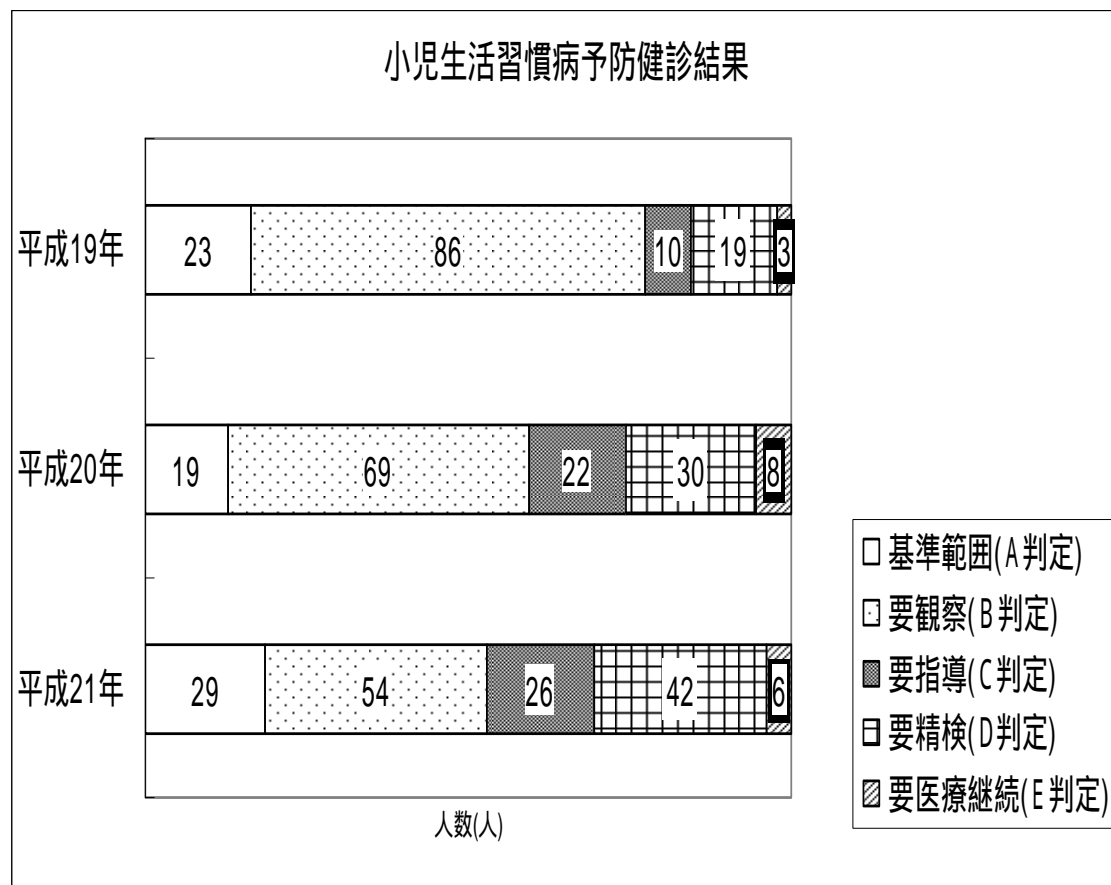 小児生活習慣病予防健診結果
平成19年
23 86 10 19 3
平成20年
19 69 22 30 8
平成21年
29 54 26 42 6
人数(人)
基準範囲(A判定)
要観察(B判定)
要指導(C判定)
要精検(D判定)
要医療継続(E判定)